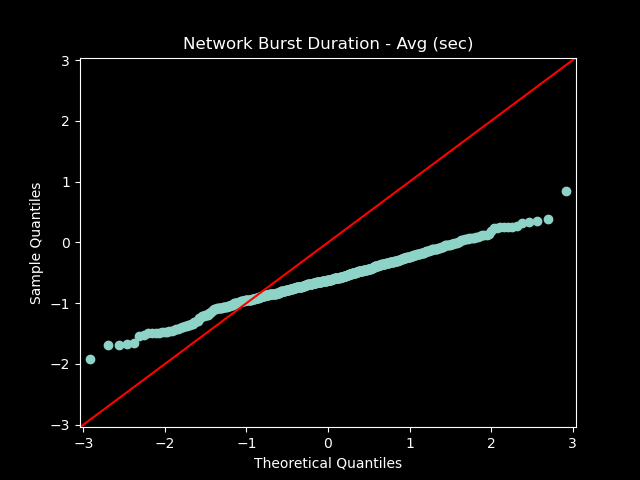 Network Burst Duration - Avg (sec)
3
2
1
0
−1
−2
−3
Sample Quantiles
−3 −2 −1 0 1 2 3
Theoretical Quantiles